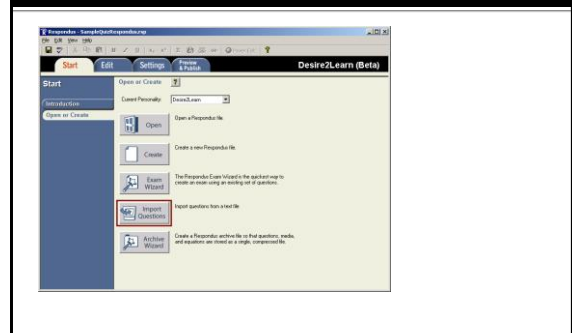 Respondus - SampleQuizRespondus.rsp
File Edit View Help
Start Edit Settings Preview & Publish Desire2Learn (Beta)
Start
Introduction
Open or Create
Open or Create ?
Current Personality: Desire2Learn
Open
Open a Respondus file.
Create
Create a new Respondus file.
Exam Wizard
The Respondus Exam Wizard is the quickest way to
create an exam using an existing set of questions.
Import Questions
Import questions from a text file.
Archive Wizard
Create a Respondus archive file so that questions, media,
and equations are stored as a single, compressed file.